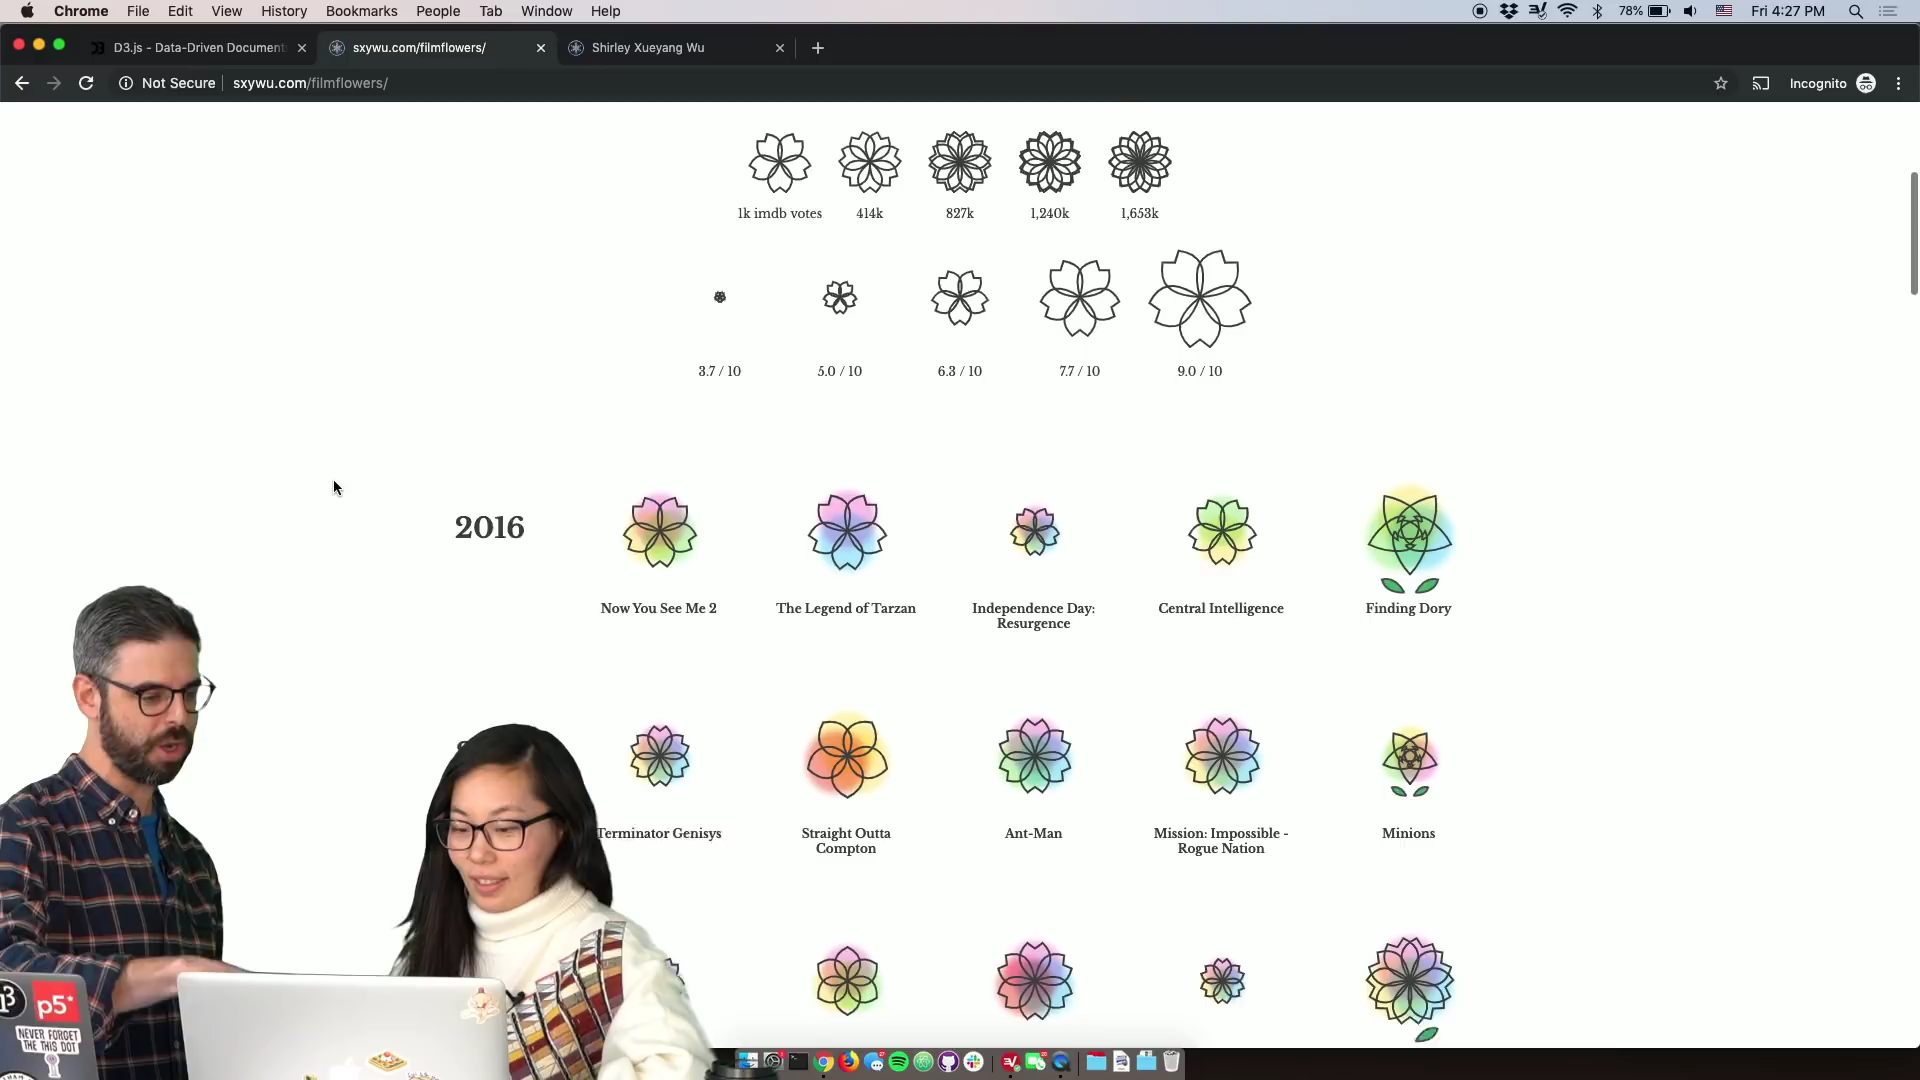 Chrome File Edit View History Bookmarks People Tab Window Help 78% Fri 4:27 PM
D3.js - Data-Driven Document sxywu.com/filmflowers/ Shirley Xueyang Wu
Not Secure sxywu.com/filmflowers/ Incognito
1k imdb votes 414k 827k 1,240k 1,653k
3.7 / 10 5.0 / 10 6.3 / 10 7.7 / 10 9.0 / 10
2016
Now You See Me 2 The Legend of Tarzan Independence Day: Central Intelligence Finding Dory
Resurgence
Terminator Genisys Straight Outta Ant-Man Mission: Impossible - Minions
Compton Rogue Nation
p5*
NEVER FORGET
THE THIS DOT